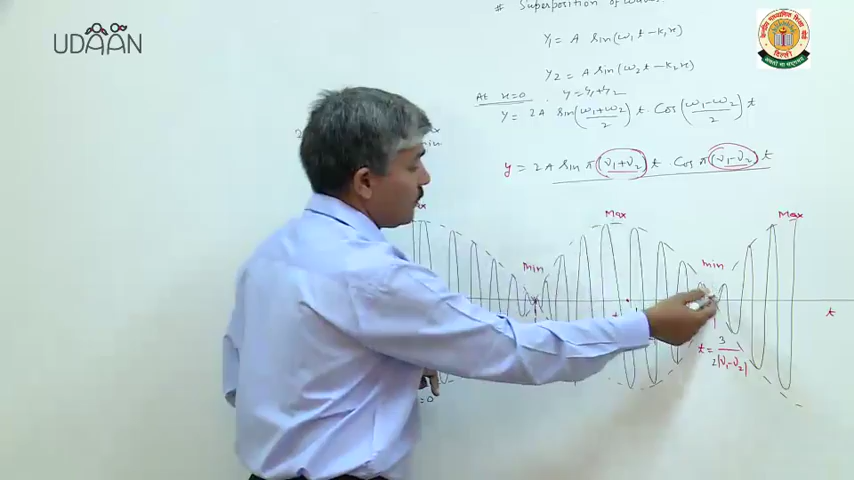 UDAAN
# Superposition of waves
y₁ = A sin(ω₁t − k₁x)
y₂ = A sin(ω₂t − k₂x)
At x=0 y = y₁+y₂
y = 2A sin(ω₁+ω₂/2)t · Cos(ω₁−ω₂/2)t
y = 2A sin π(ν₁+ν₂)t Cos π(ν₁−ν₂)t
Max Max
min min
t
t = 3/2|ν₁−ν₂|
=0